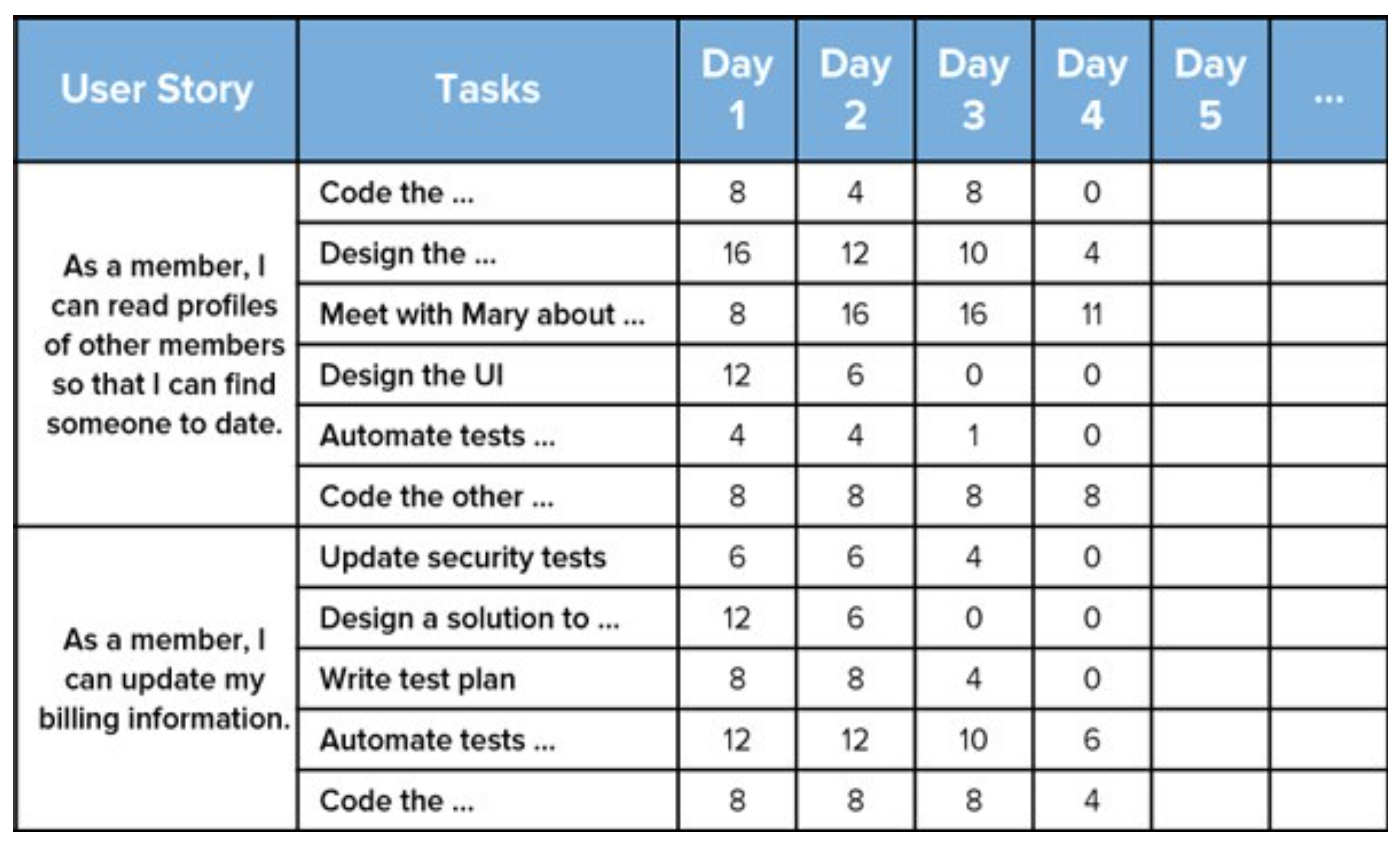 User Story Tasks Day 1 Day 2 Day 3 Day 4 Day 5 ...
As a member, I
can read profiles
of other members
so that I can find
someone to date.
Code the ... 8 4 8 0
Design the ... 16 12 10 4
Meet with Mary about ... 8 16 16 11
Design the UI 12 6 0 0
Automate tests ... 4 4 1 0
Code the other ... 8 8 8 8
As a member, I
can update my
billing information.
Update security tests 6 6 4 0
Design a solution to ... 12 6 0 0
Write test plan 8 8 4 0
Automate tests ... 12 12 10 6
Code the ... 8 8 8 4